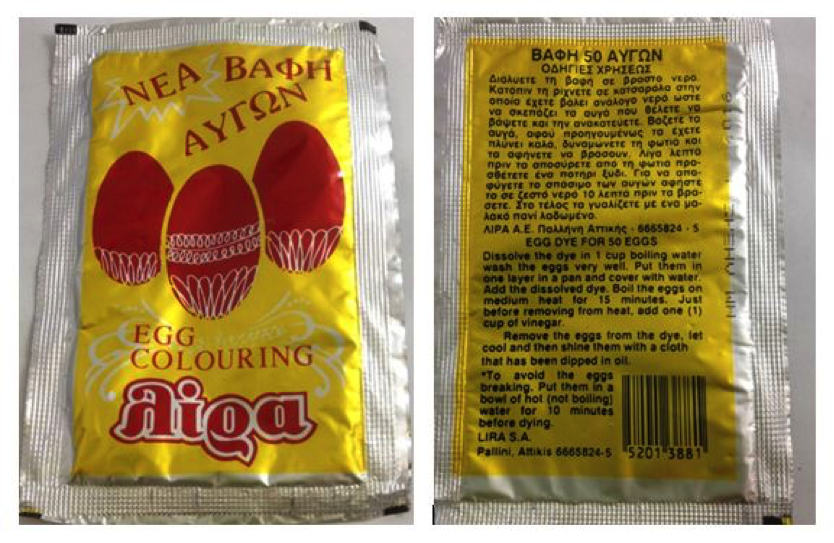 ΝΕΑ ΒΑΦΗ
ΑΥΓΩΝ
EGG
COLOURING
λίρα
ΒΑΦΗ 50 ΑΥΓΩΝ
ΟΔΗΓΙΕΣ ΧΡΗΣΕΩΣ
Διαλύετε τη βαφή σε βραστό νερό.
Κατόπιν τη ρίχνετε σε κατσαρόλα στην
οποία έχετε βάλει ανάλογο νερό ώστε
να σκεπάζει τα αυγά που θέλετε να
βάψετε και την ανακατεύετε. Βάζετε τα
αυγά, αφού προηγουμένως τα έχετε
πλύνει καλά, δυναμώνετε τη φωτιά και
τα αφήνετε να βράσουν. Λίγα λεπτά
πριν τα αποσύρετε από τη φωτιά προ-
σθέτετε ένα ποτήρι ξύδι. Για να απο-
φύγετε το σπάσιμο των αυγών αφήστε
τα σε ζεστό νερό 10 λεπτά πριν τα βρά-
σετε. Στο τέλος τα γυαλίζετε με ένα μα-
λακό πανί λαδωμένο.
ΛΙΡΑ Α.Ε. Παλλήνη Αττικής - 6665824 - 5
EGG DYE FOR 50 EGGS
Dissolve the dye in 1 cup boiling water
wash the eggs very well. Put them in
one layer in a pan and cover with water.
Add the dissolved dye. Boil the eggs on
medium heat for 15 minutes. Just
before removing from heat, add one (1)
cup of vinegar.
Remove the eggs from the dye, let
cool and then shine them with a cloth
that has been dipped in oil.
*To avoid the eggs
breaking. Put them in a
bowl of hot (not boiling)
water for 10 minutes
before dying.
LIRA S.A.
Pallini, Attikis 6665824-5
5201 3881